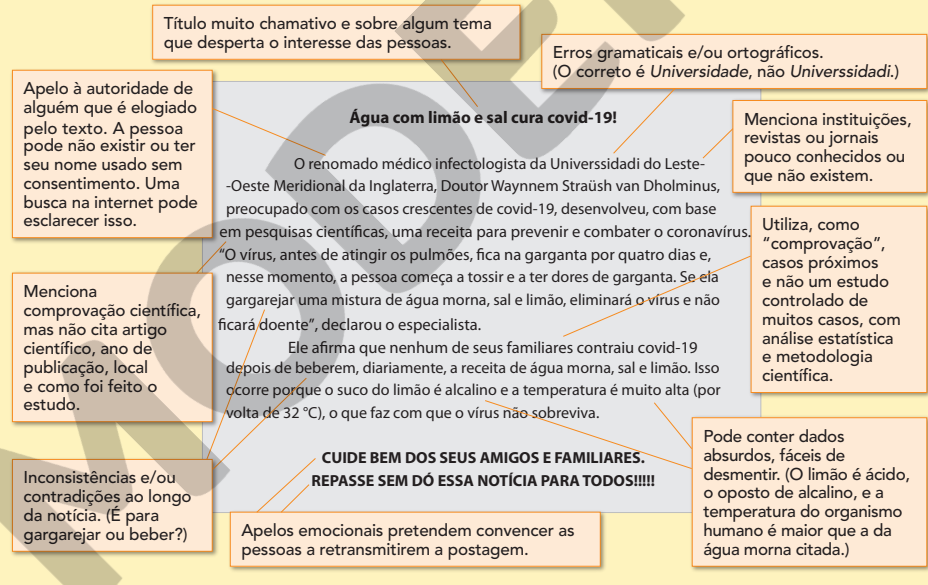 Título muito chamativo e sobre algum tema
que desperta o interesse das pessoas.
Erros gramaticais e/ou ortográficos.
(O correto é Universidade, não Universsidadi.)
Apelo à autoridade de
alguém que é elogiado
pelo texto. A pessoa
pode não existir ou ter
seu nome usado sem
consentimento. Uma
busca na internet pode
esclarecer isso.
Menciona instituições,
revistas ou jornais
pouco conhecidos ou
que não existem.
Água com limão e sal cura covid-19!
O renomado médico infectologista da Universsidadi do Leste-
-Oeste Meridional da Inglaterra, Doutor Waynnem Straüsh van Dholminus,
preocupado com os casos crescentes de covid-19, desenvolveu, com base
em pesquisas científicas, uma receita para prevenir e combater o coronavírus.
“O vírus, antes de atingir os pulmões, fica na garganta por quatro dias e,
nesse momento, a pessoa começa a tossir e a ter dores de garganta. Se ela
gargarejar uma mistura de água morna, sal e limão, eliminará o vírus e não
ficará doente”, declarou o especialista.
Ele afirma que nenhum de seus familiares contraiu covid-19
depois de beberem, diariamente, a receita de água morna, sal e limão. Isso
ocorre porque o suco do limão é alcalino e a temperatura é muito alta (por
volta de 32 °C), o que faz com que o vírus não sobreviva.
CUIDE BEM DOS SEUS AMIGOS E FAMILIARES.
REPASSE SEM DÓ ESSA NOTÍCIA PARA TODOS!!!!!
Utiliza, como
“comprovação”,
casos próximos
e não um estudo
controlado de
muitos casos, com
análise estatística
e metodologia
científica.
Menciona
comprovação científica,
mas não cita artigo
científico, ano de
publicação, local
e como foi feito o
estudo.
Inconsistências e/ou
contradições ao longo
da notícia. (É para
gargarejar ou beber?)
Apelos emocionais pretendem convencer as
pessoas a retransmitirem a postagem.
Pode conter dados
absurdos, fáceis de
desmentir. (O limão é ácido,
o oposto de alcalino, e a
temperatura do organismo
humano é maior que a da
água morna citada.)